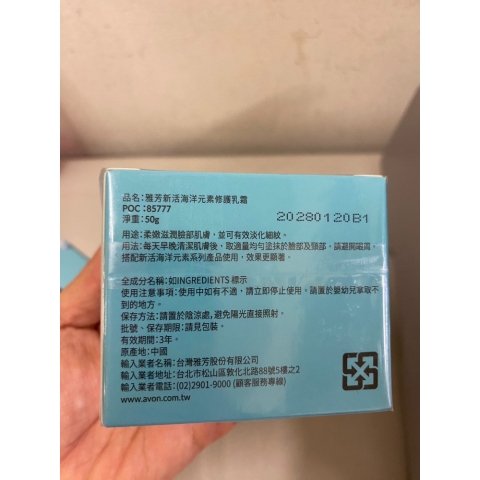 品名：雅芳新活海洋元素修護乳霜
POC：85777
淨重：50g
20280120B1
用途：柔嫩滋潤臉部肌膚，並可有效淡化細紋。
用法：每天早晚清潔肌膚後，取適量均勻塗抹於臉部及頸部。請避開眼周。
搭配新活海洋元素系列產品使用，效果更顯著。
全成分名稱：如INGREDIENTS 標示
使用注意事項：使用中如有不適，請立即停止使用。請置於嬰幼兒拿取不
到的地方。
保存方法：請置於陰涼處，避免陽光直接照射。
批號、保存期限：請見包裝。
有效期間：3年。
原產地：中國
輸入業者名稱：台灣雅芳股份有限公司
輸入業者地址：台北市松山區敦化北路88號5樓之2
輸入業者電話：(02)2901-9000 (顧客服務專線)
www.avon.com.tw